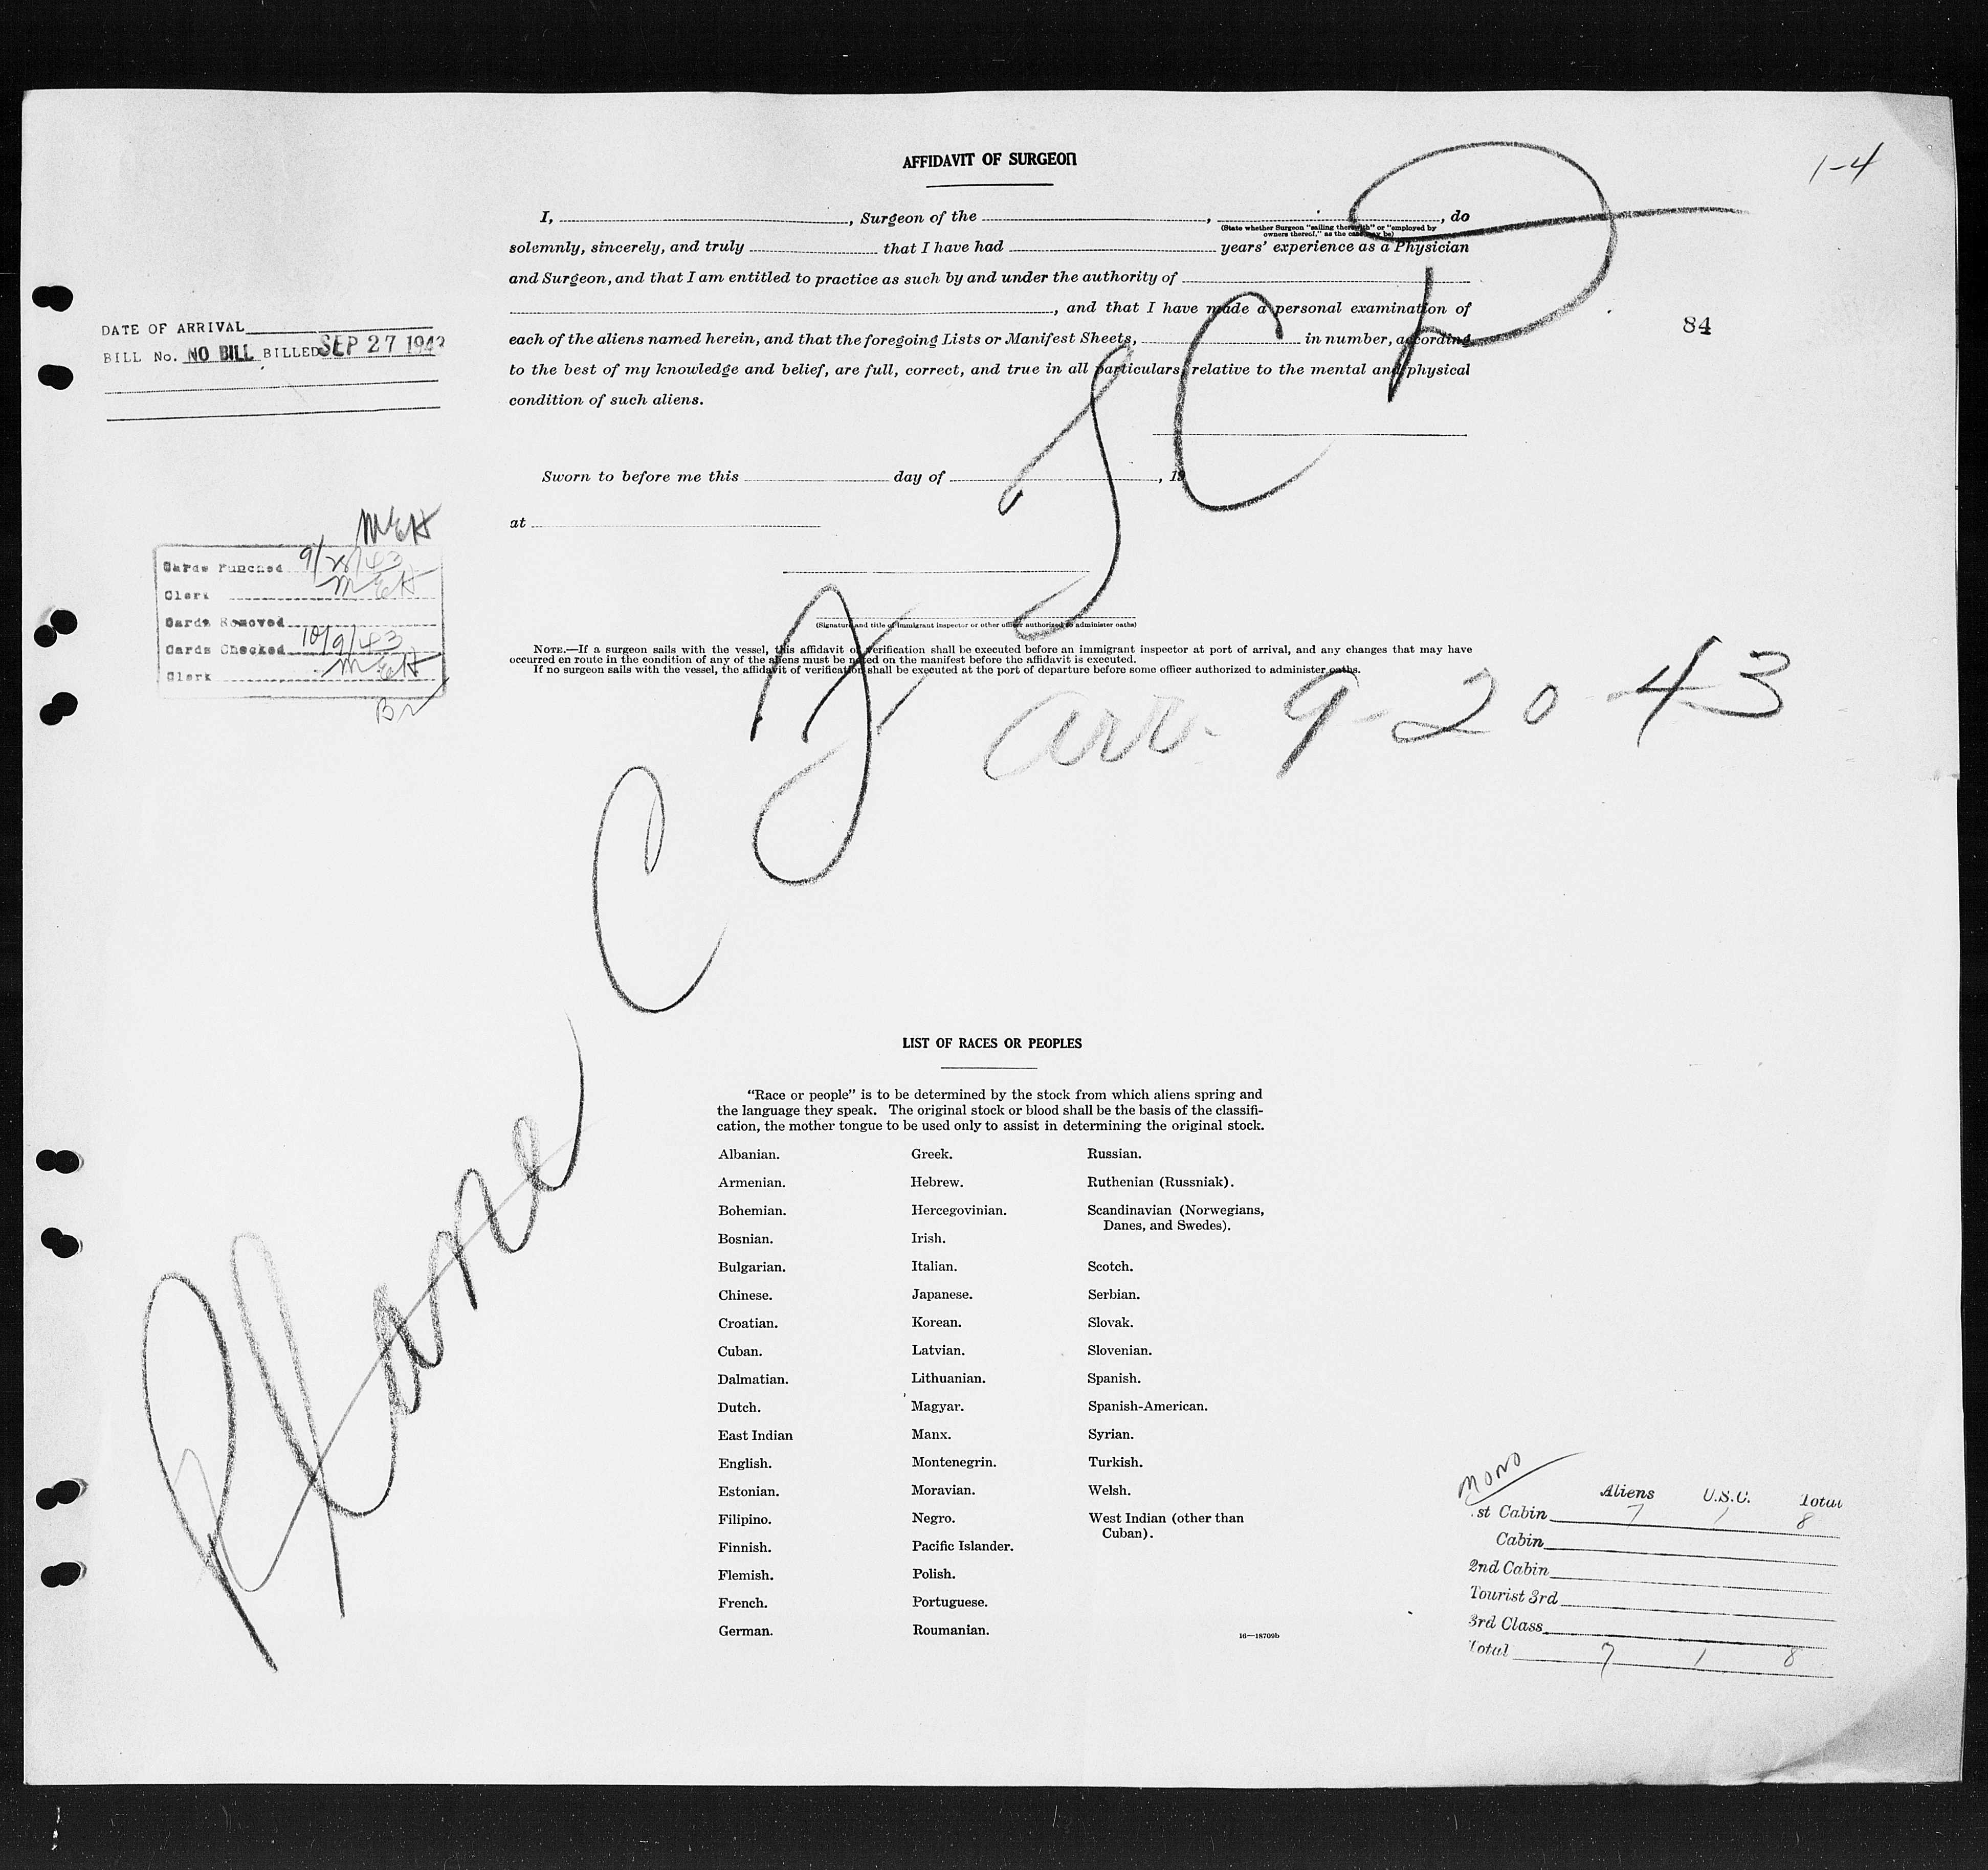 AFFIDAVIT OF SURGEON
1-4
I, , Surgeon of the , , do
(State whether Surgeon "sailing therewith" or "employed by
owners thereof," as the case may be)
solemnly, sincerely, and truly that I have had years' experience as a Physician
and Surgeon, and that I am entitled to practice as such by and under the authority of
, and that I have made a personal examination of
84
each of the aliens named herein, and that the foregoing Lists or Manifest Sheets, in number, according
to the best of my knowledge and belief, are full, correct, and true in all particulars relative to the mental and physical
condition of such aliens.
DATE OF ARRIVAL
BILL No. NO BILL BILLED SEP 27 1943
Sworn to before me this day of , 19
at
(Signature and title of immigrant inspector or other officer authorized to administer oaths)
NOTE.—If a surgeon sails with the vessel, this affidavit or verification shall be executed before an immigrant inspector at port of arrival, and any changes that may have
occurred en route in the condition of any of the aliens must be noted on the manifest before the affidavit is executed.
If no surgeon sails with the vessel, the affidavit of verification shall be executed at the port of departure before some officer authorized to administer oaths.
MEH
Cards Punched 9/28/43
Clerk MEH
Cards Removed
Cards Checked 10/9/43
Clerk MEH
Plane C
arr. 9-20-43
LIST OF RACES OR PEOPLES
"Race or people" is to be determined by the stock from which aliens spring and
the language they speak. The original stock or blood shall be the basis of the classifi-
cation, the mother tongue to be used only to assist in determining the original stock.
Albanian.
Armenian.
Bohemian.
Bosnian.
Bulgarian.
Chinese.
Croatian.
Cuban.
Dalmatian.
Dutch.
East Indian
English.
Estonian.
Filipino.
Finnish.
Flemish.
French.
German.
Greek.
Hebrew.
Hercegovinian.
Irish.
Italian.
Japanese.
Korean.
Latvian.
Lithuanian.
Magyar.
Manx.
Montenegrin.
Moravian.
Negro.
Pacific Islander.
Polish.
Portuguese.
Roumanian.
Russian.
Ruthenian (Russniak).
Scandinavian (Norwegians,
Danes, and Swedes).
Scotch.
Serbian.
Slovak.
Slovenian.
Spanish.
Spanish-American.
Syrian.
Turkish.
Welsh.
West Indian (other than
Cuban).
16—18709b
MONO
Aliens U.S.C. Total
st Cabin 7 1 8
Cabin
2nd Cabin
Tourist 3rd
3rd Class
Total 7 1 8